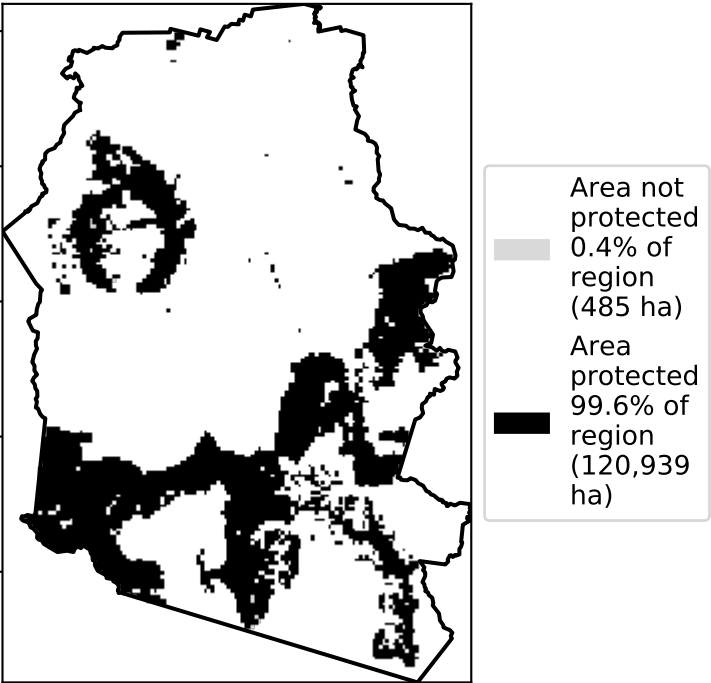 Area not
protected
0.4% of
region
(485 ha)
Area
protected
99.6% of
region
(120,939
ha)